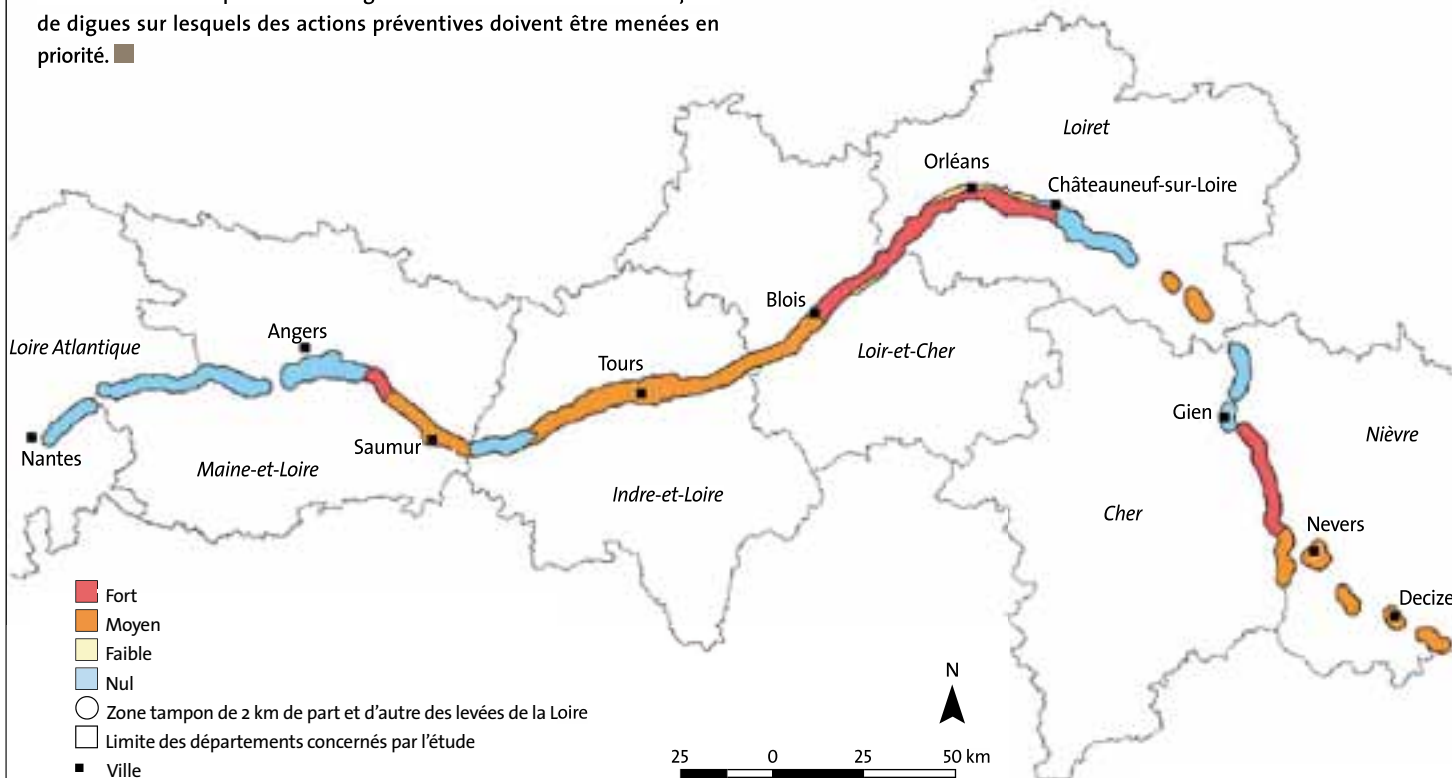 de digues sur lesquels des actions préventives doivent être menées en
priorité.
Loiret
Orléans
Châteauneuf-sur-Loire
Blois
Angers
Loire Atlantique
Tours
Loir-et-Cher
Gien
Nièvre
Saumur
Nantes
Maine-et-Loire
Indre-et-Loire
Cher
Nevers
Decize
Fort
Moyen
Faible
Nul
Zone tampon de 2 km de part et d'autre des levées de la Loire
Limite des départements concernés par l'étude
Ville
N
25 0 25 50 km